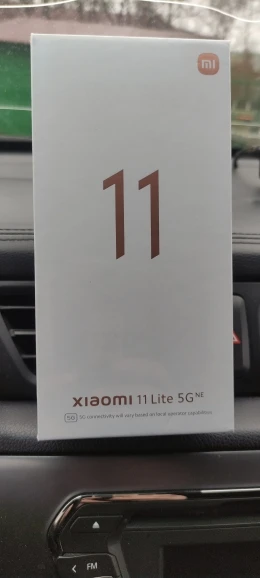 mi
11
xiaomi 11 Lite 5G NE
5G 5G connectivity will vary based on local operator capabilities
FM